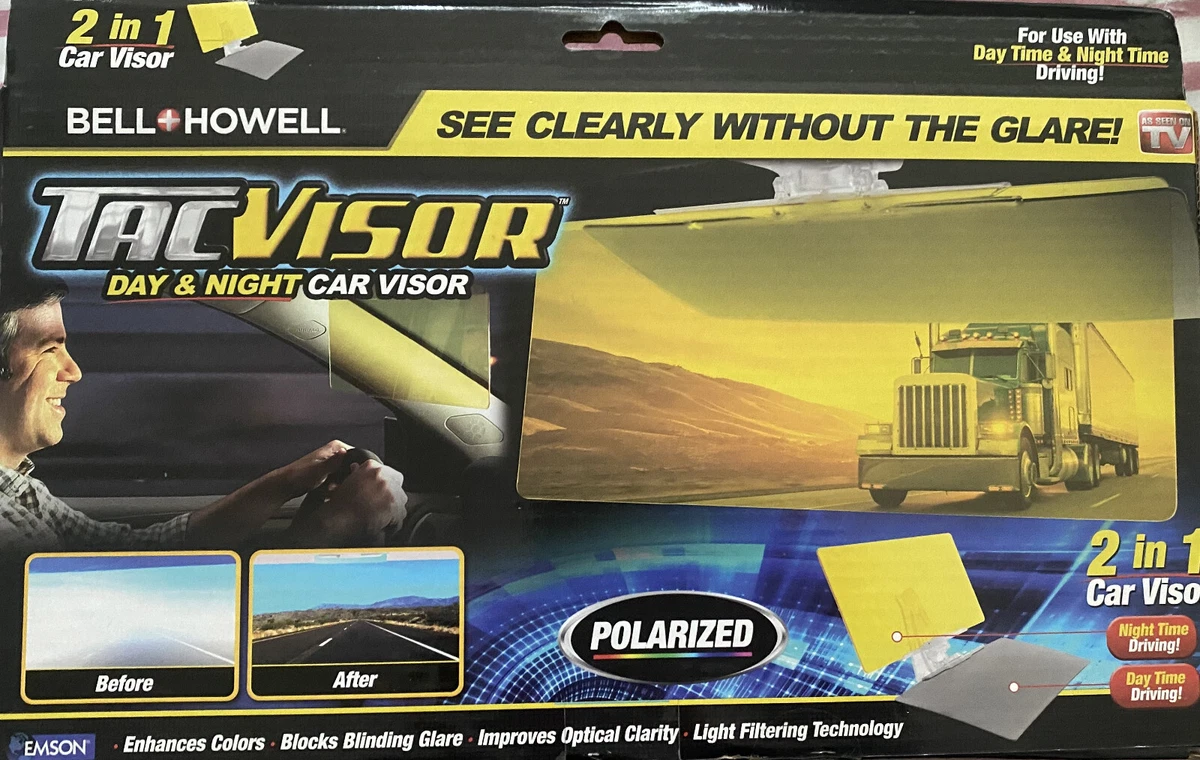 2 in 1
Car Visor
For Use With
Day Time & Night Time
Driving!
BELL+HOWELL
SEE CLEARLY WITHOUT THE GLARE!
AS SEEN ON
TV
TACVISOR™
DAY & NIGHT CAR VISOR
Before
After
POLARIZED
2 in 1
Car Viso
Night Time
Driving!
Day Time
Driving!
EMSON®
· Enhances Colors · Blocks Blinding Glare · Improves Optical Clarity · Light Filtering Technology